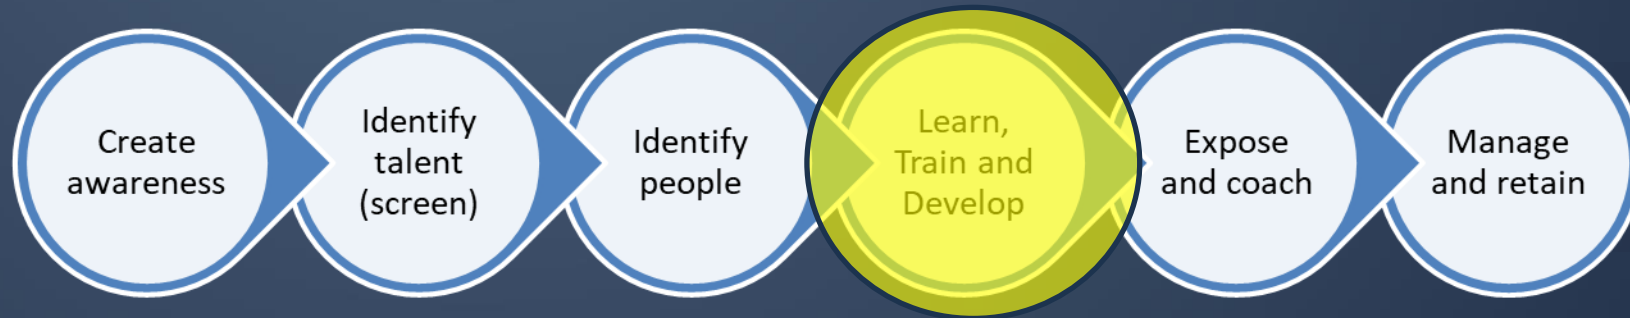 Create
awareness
Identify
talent
(screen)
Identify
people
Learn,
Train and
Develop
Expose
and coach
Manage
and retain